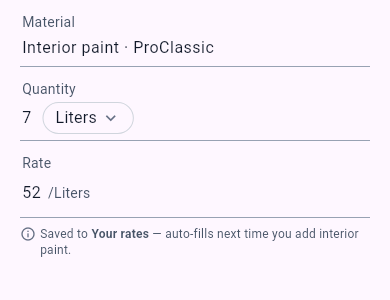 Material
Interior paint · ProClassic
Quantity
7 Liters
Rate
52 /Liters
Saved to Your rates — auto-fills next time you add interior
paint.